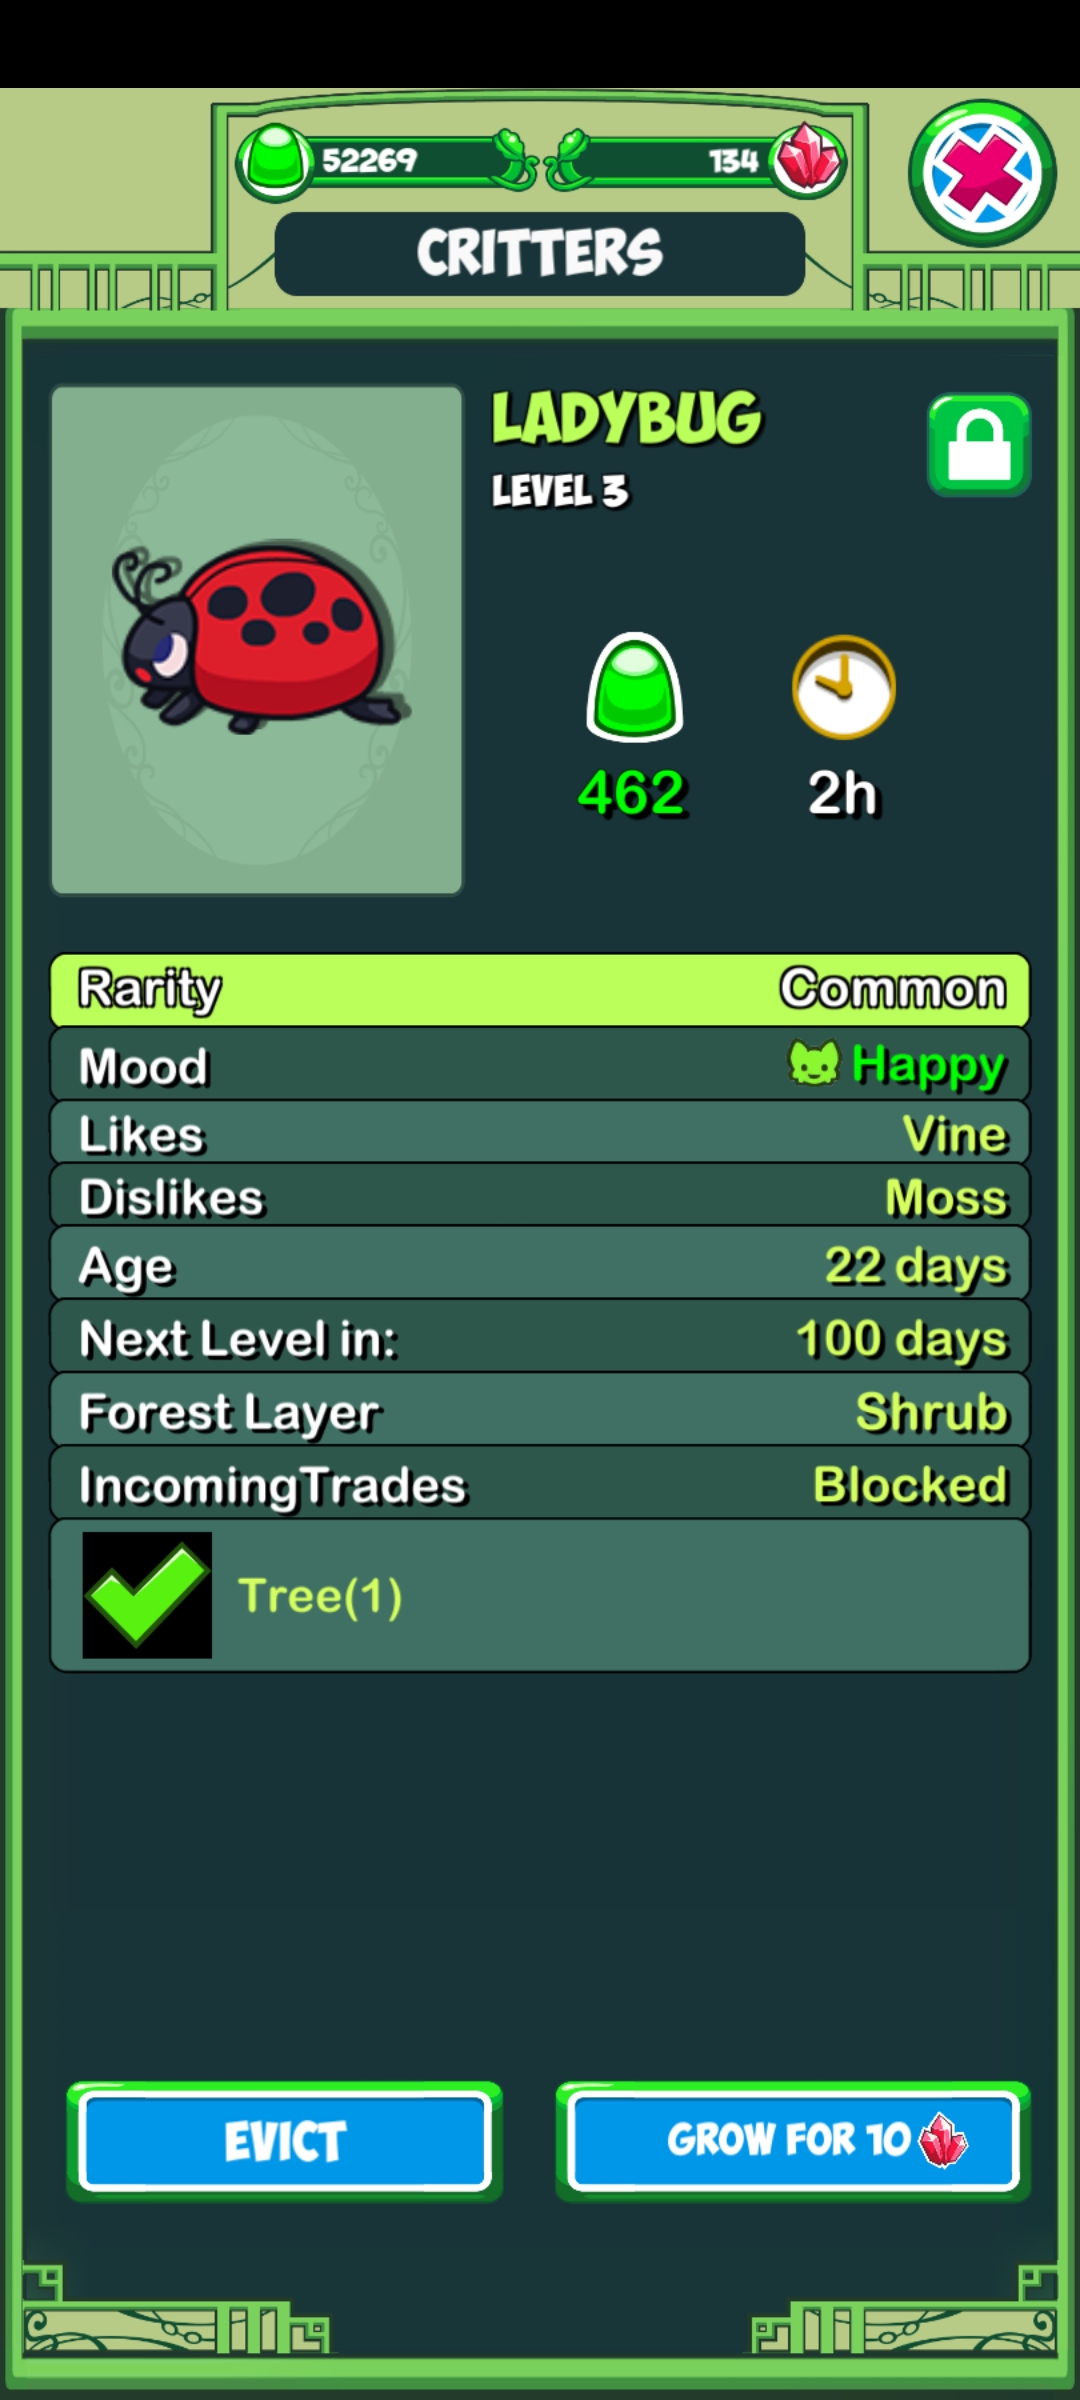 52269 134
CRITTERS
LADYBUG
LEVEL 3
462 2h
Rarity Common
Mood Happy
Likes Vine
Dislikes Moss
Age 22 days
Next Level in: 100 days
Forest Layer Shrub
IncomingTrades Blocked
Tree(1)
EVICT GROW FOR 10